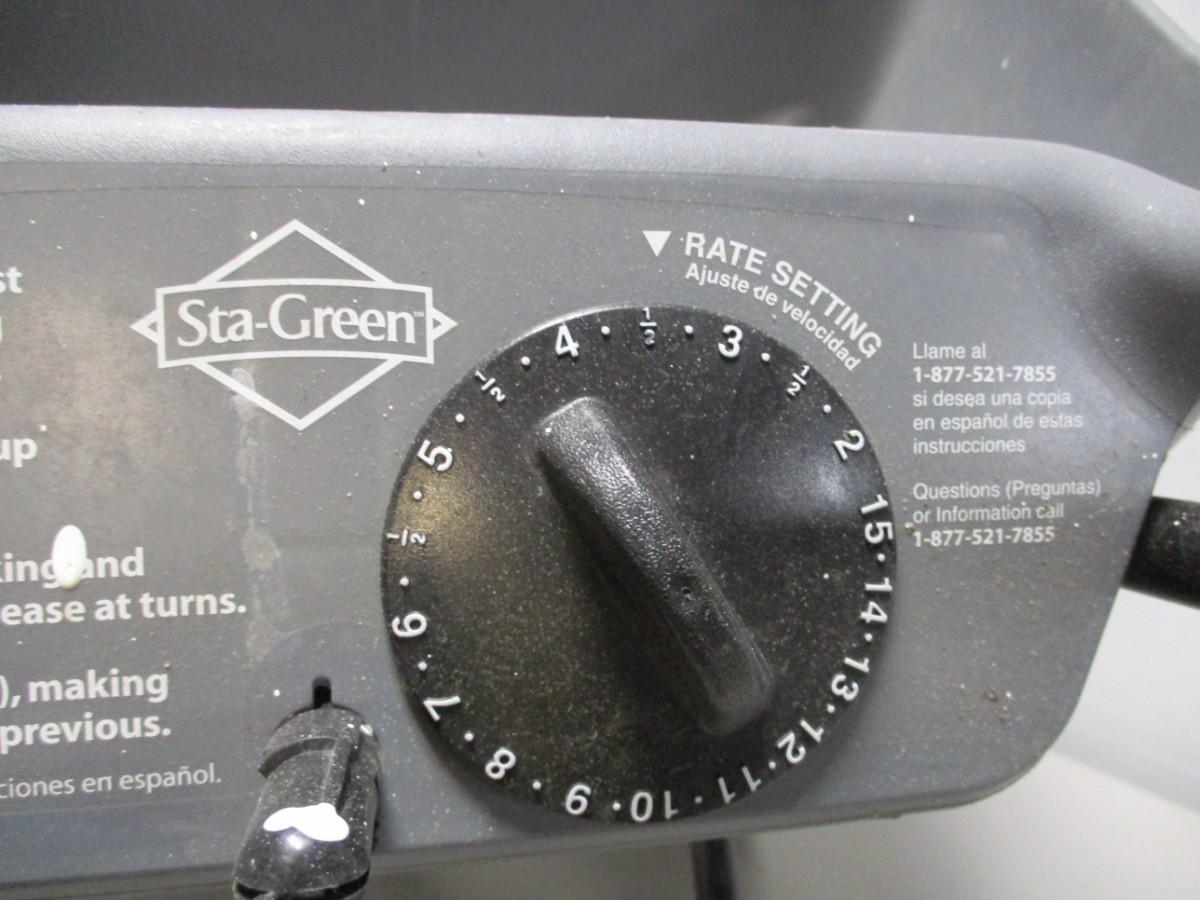 st
up
king and
ease at turns.
), making
previous.
ciones en español.
Sta-Green™
▼ RATE SETTING
Ajuste de velocidad
4 · ½ · 3 · ½ · 2 15 · 14 · 13 · 12 · 11 · 10 · 9 · 8 · 7 · 6 · ½ · 5 · ½ ·
Llame al
1-877-521-7855
si desea una copia
en español de estas
instrucciones
Questions (Preguntas)
or Information call
1-877-521-7855